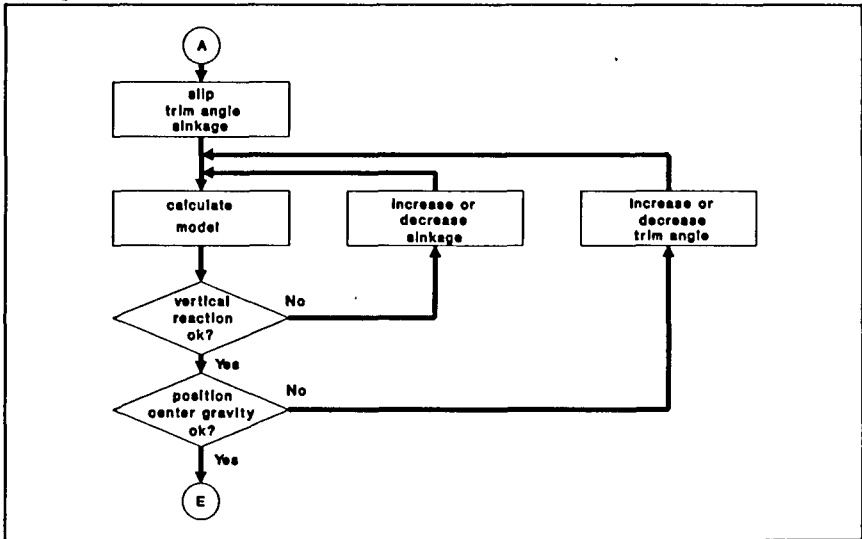 A
slip
trim angle
sinkage
calculate
model
increase or
decrease
sinkage
increase or
decrease
trim angle
vertical
reaction
ok?
No
Yes
position
center gravity
ok?
No
Yes
E